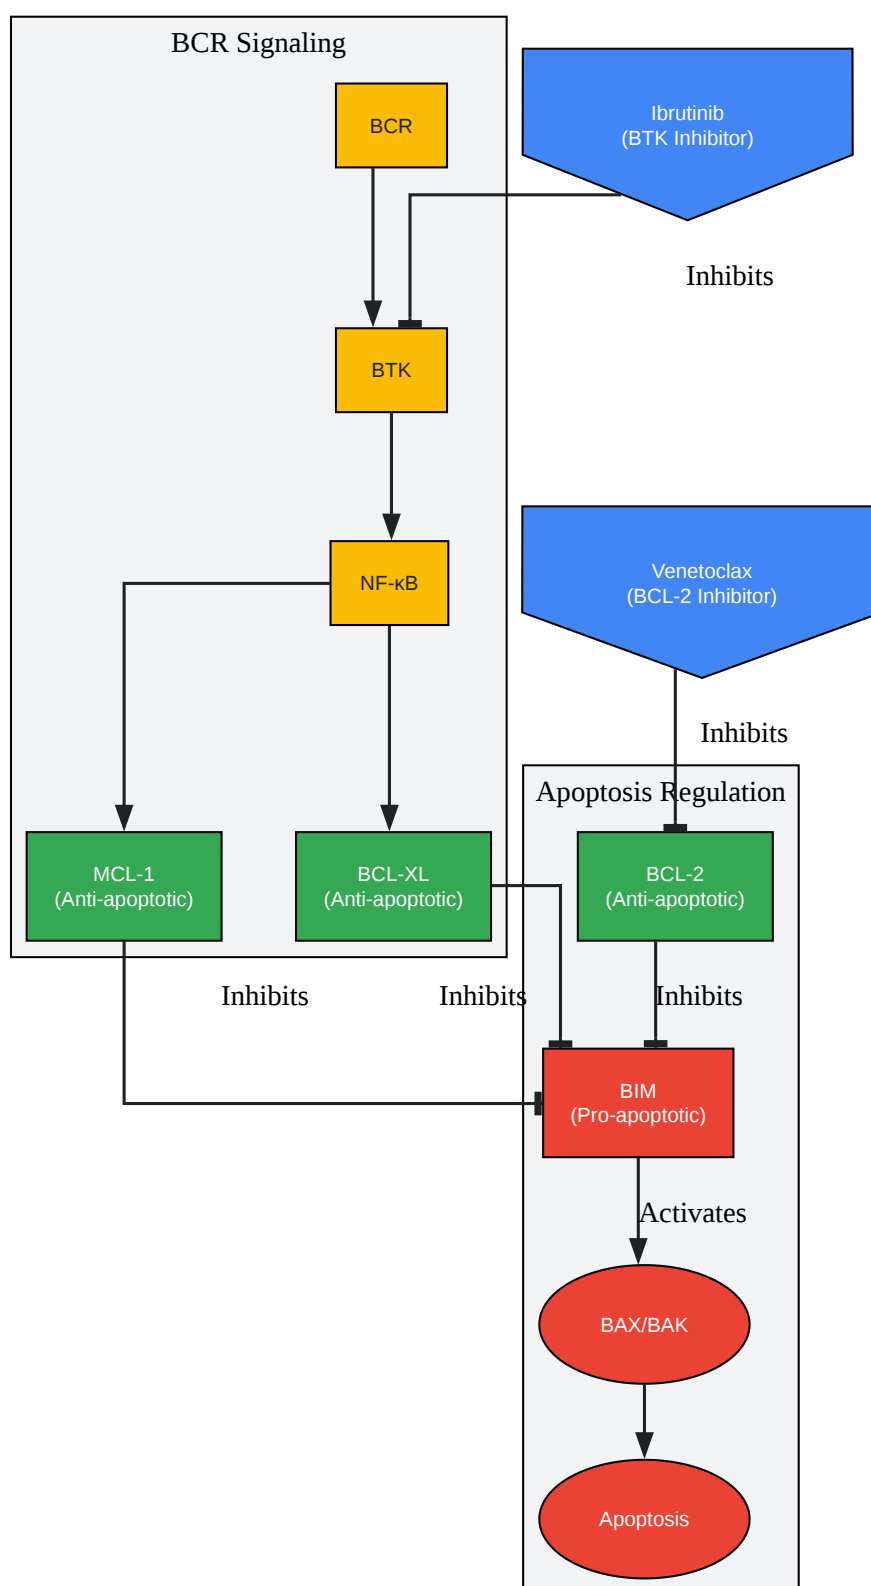 BCR Signaling
BCR
Ibrutinib
(BTK Inhibitor)
Inhibits
BTK
NF-κB
Venetoclax
(BCL-2 Inhibitor)
Inhibits
Apoptosis Regulation
MCL-1
(Anti-apoptotic)
BCL-XL
(Anti-apoptotic)
BCL-2
(Anti-apoptotic)
Inhibits
Inhibits
Inhibits
BIM
(Pro-apoptotic)
Activates
BAX/BAK
Apoptosis